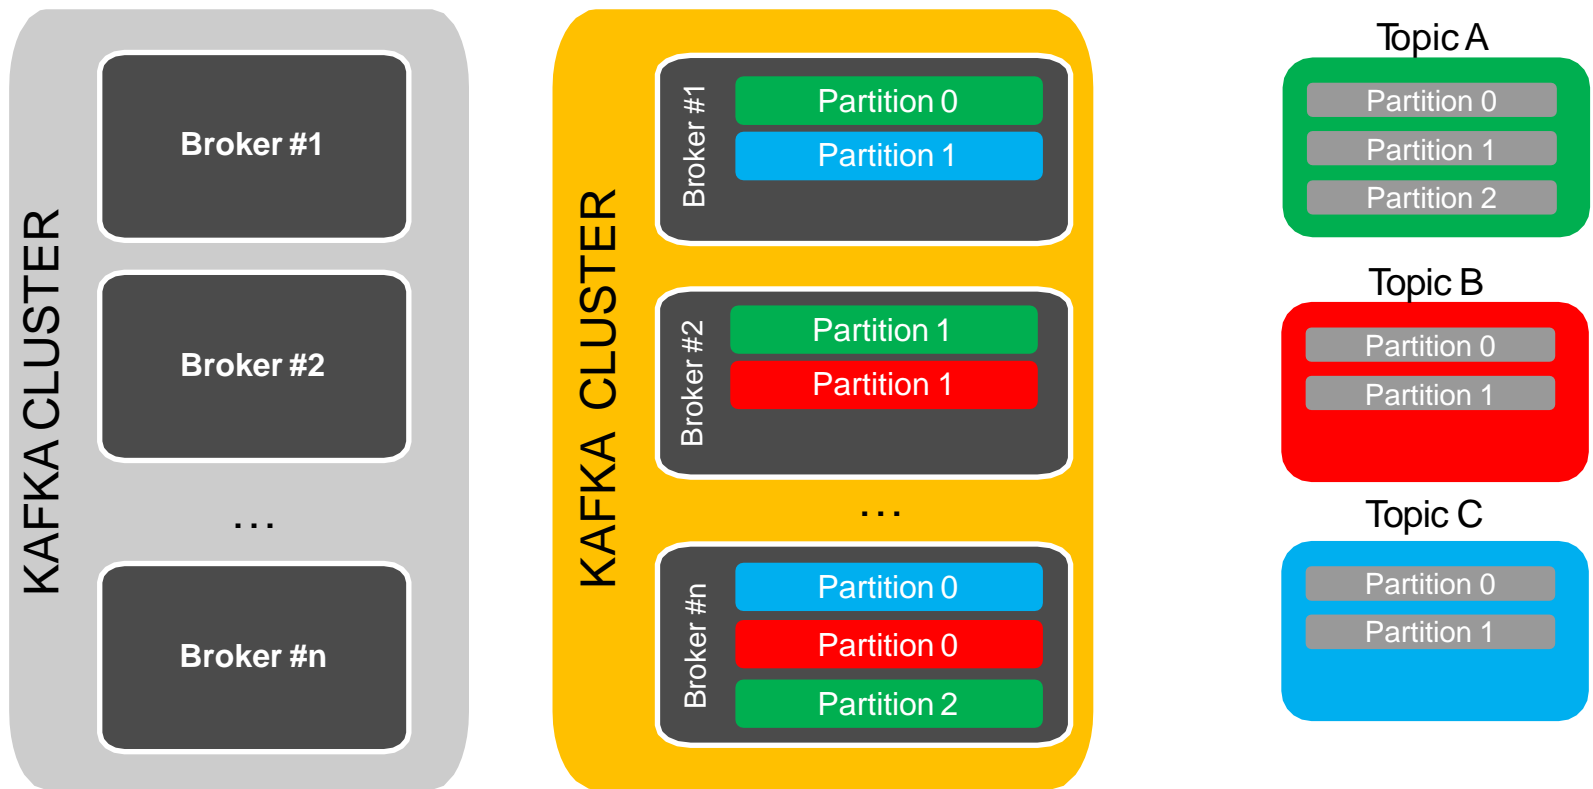 KAFKA CLUSTER
Broker #1
Broker #2
...
Broker #n
KAFKA CLUSTER
Broker #1
Partition 0
Partition 1
Broker #2
Partition 1
Partition 1
...
Broker #n
Partition 0
Partition 0
Partition 2
Topic A
Partition 0
Partition 1
Partition 2
Topic B
Partition 0
Partition 1
Topic C
Partition 0
Partition 1